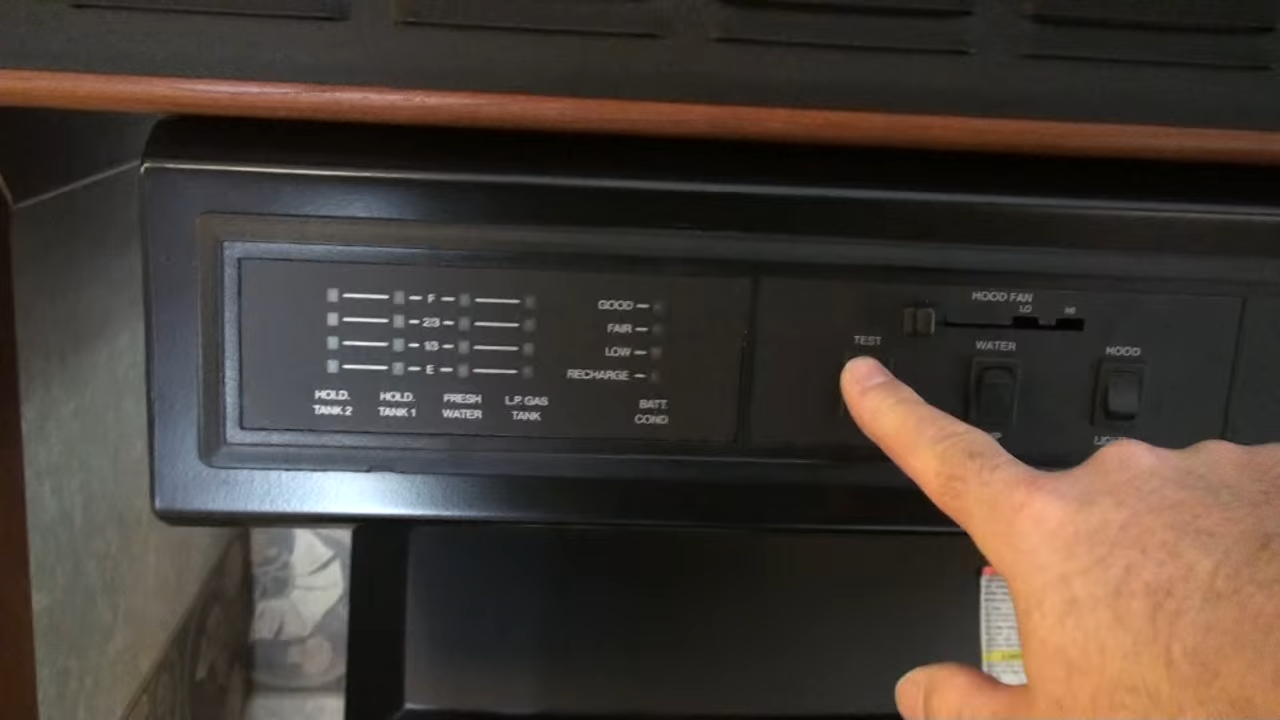 F
2/3
1/3
E
HOLD. TANK 2
HOLD. TANK 1
FRESH WATER
L.P. GAS TANK
GOOD
FAIR
LOW
RECHARGE
BATT. COND
TEST
HOOD FAN
LO HI
WATER
HOOD